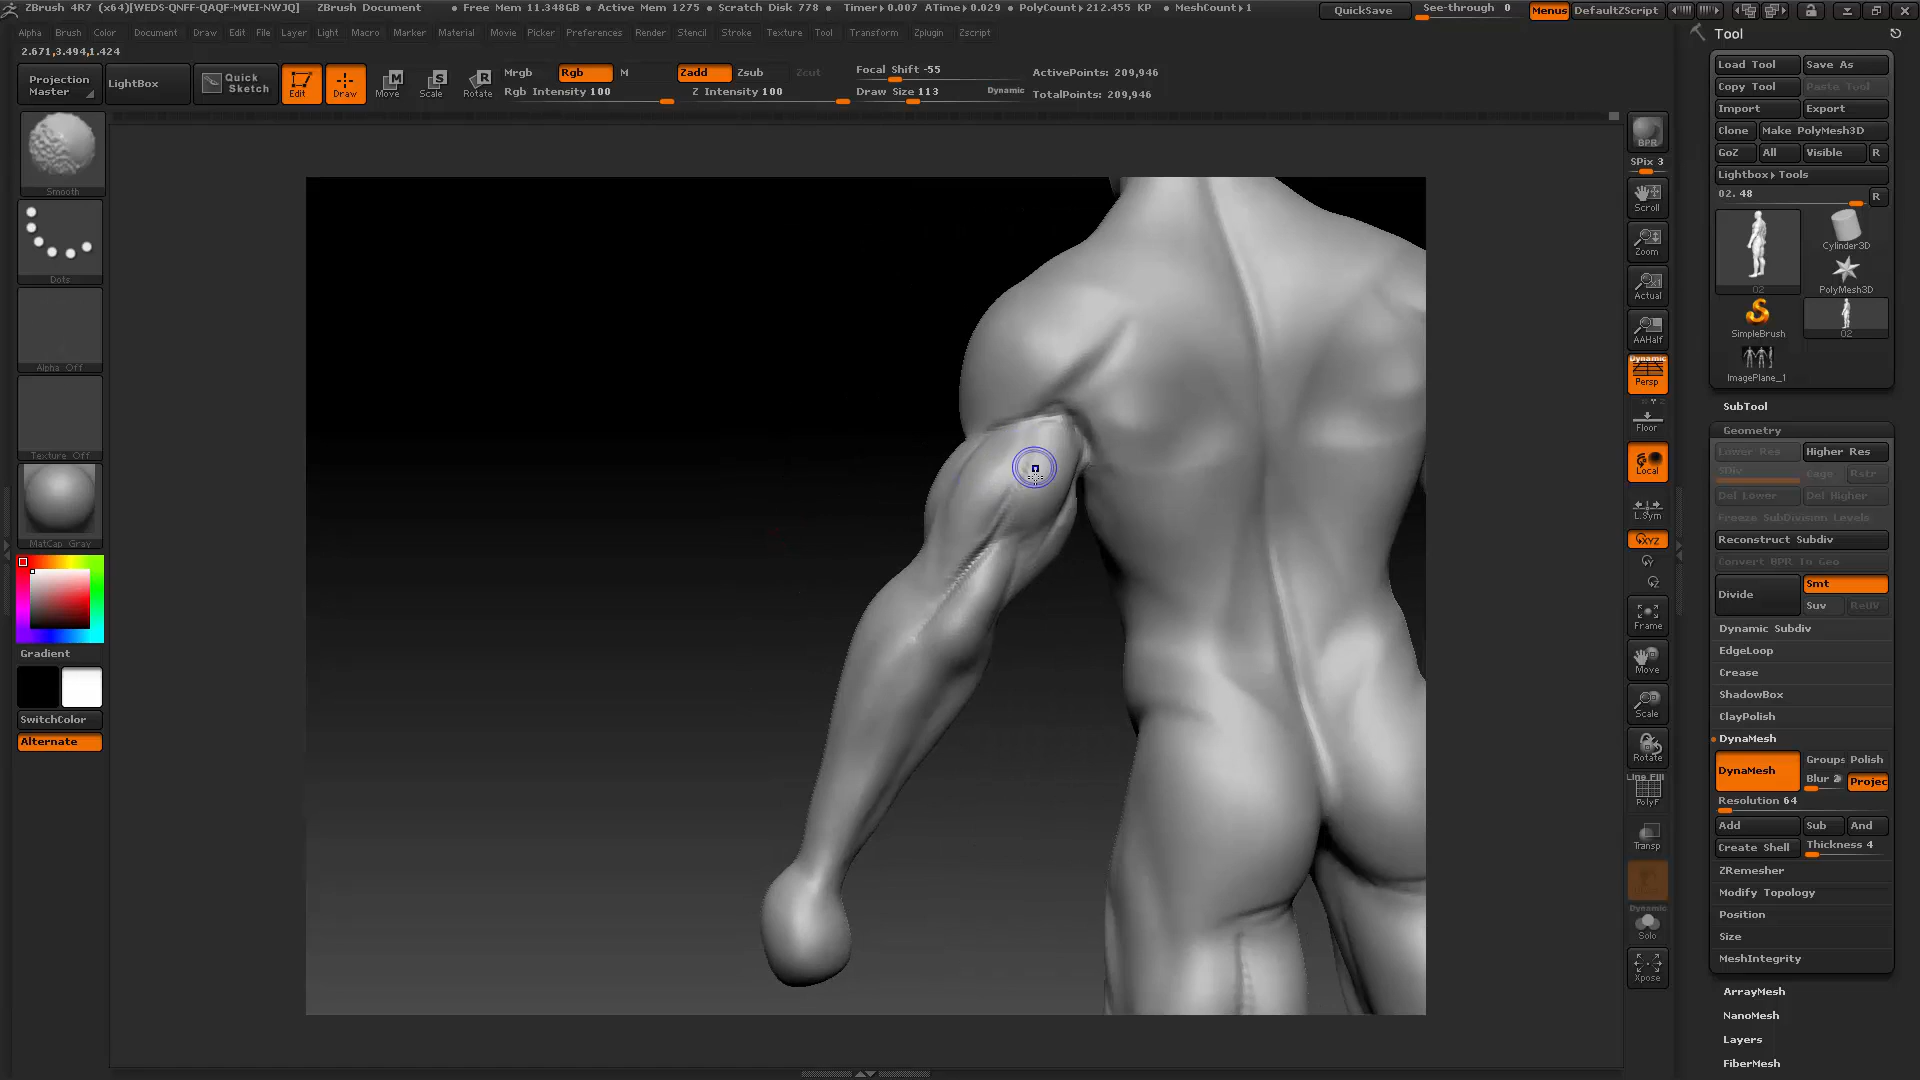 ZBrush 4R7 (x64)[WEDS-QNFF-QAQF-MVEI-NWJQ] ZBrush Document • Free Mem 11.348GB • Active Mem 1275 • Scratch Disk 778 • Timer▸0.007 ATime▸0.029 • PolyCount▸212.455 KP • MeshCount▸1 QuickSave See-through 0 Menus DefaultZScript
Alpha Brush Color Document Draw Edit File Layer Light Macro Marker Material Movie Picker Preferences Render Stencil Stroke Texture Tool Transform Zplugin Zscript
2.671,3.494,1.424
Projection Master
LightBox
Quick Sketch
Edit
Draw
Move
Scale
Rotate
Mrgb Rgb M
Rgb Intensity 100
Zadd Zsub Zcut
Z Intensity 100
Focal Shift -55
Draw Size 113 Dynamic
ActivePoints: 209,946
TotalPoints: 209,946
Smooth
Dots
Alpha Off
Texture Off
MatCap Gray
Gradient
SwitchColor
Alternate
BPR
SPix 3
Scroll
Zoom
Actual
AAHalf
Dynamic
Persp
Floor
Local
L.Sym
XYZ
Frame
Move
Scale
Rotate
Line Fill
PolyF
Transp
Dynamic
Solo
Xpose
Tool
Load Tool Save As
Copy Tool Paste Tool
Import Export
Clone Make PolyMesh3D
GoZ All Visible R
Lightbox▸Tools
02. 48 R
02
Cylinder3D
PolyMesh3D
SimpleBrush
02
ImagePlane_1
SubTool
Geometry
Lower Res Higher Res
SDiv Cage Rstr
Del Lower Del Higher
Freeze SubDivision Levels
Reconstruct Subdiv
Convert BPR To Geo
Divide Smt
Suv ReUV
Dynamic Subdiv
EdgeLoop
Crease
ShadowBox
ClayPolish
DynaMesh
DynaMesh Groups Polish
Blur 2 Projec
Resolution 64
Add Sub And
Create Shell Thickness 4
ZRemesher
Modify Topology
Position
Size
MeshIntegrity
ArrayMesh
NanoMesh
Layers
FiberMesh